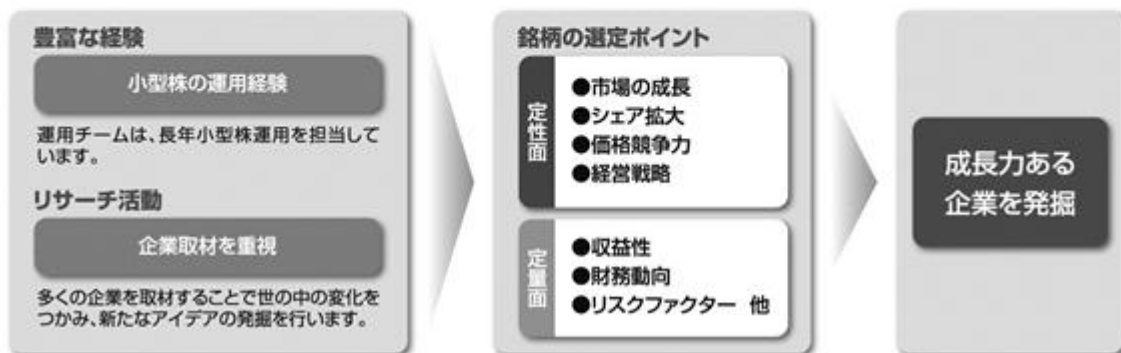 豊富な経験
小型株の運用経験
運用チームは、長年小型株運用を担当して
います。
リサーチ活動
企業取材を重視
多くの企業を取材することで世の中の変化を
つかみ、新たなアイデアの発掘を行います。
銘柄の選定ポイント
定性面
●市場の成長
●シェア拡大
●価格競争力
●経営戦略
定量面
●収益性
●財務動向
●リスクファクター 他
成長力ある
企業を発掘